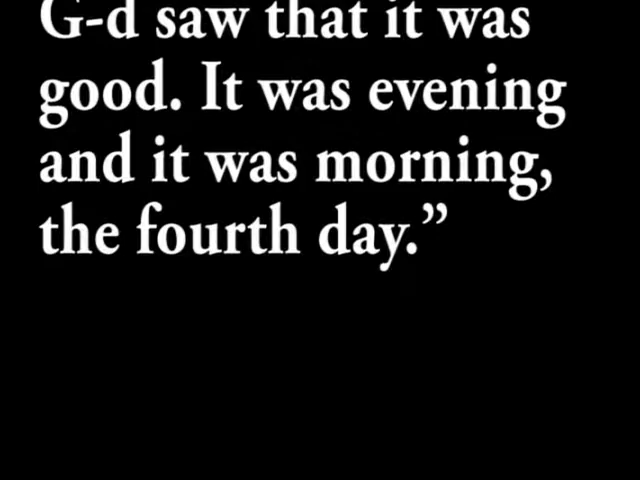 G-d saw that it was
good. It was evening
and it was morning,
the fourth day.”